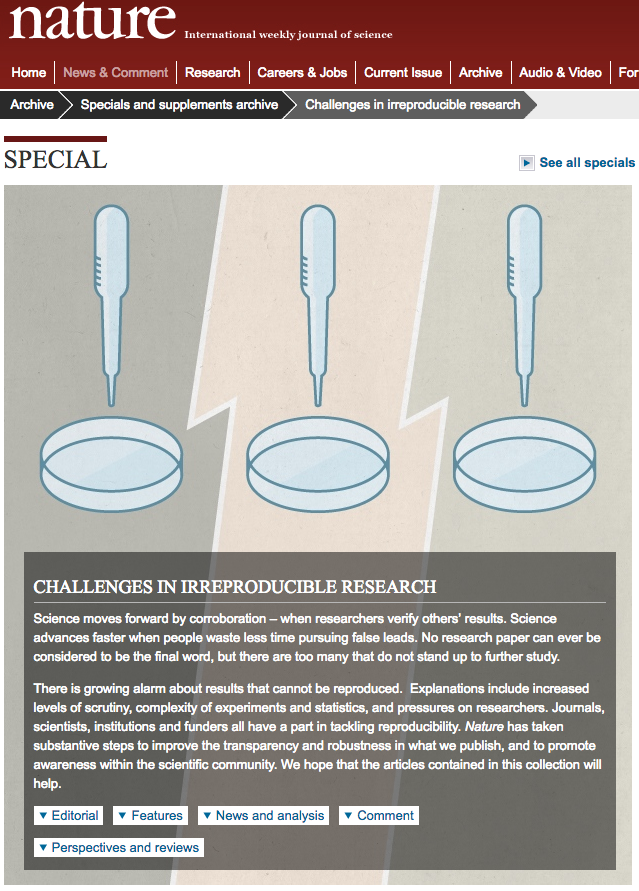 nature International weekly journal of science
Home News & Comment Research Careers & Jobs Current Issue Archive Audio & Video For
Archive Specials and supplements archive Challenges in irreproducible research
SPECIAL
See all specials
CHALLENGES IN IRREPRODUCIBLE RESEARCH
Science moves forward by corroboration – when researchers verify others’ results. Science
advances faster when people waste less time pursuing false leads. No research paper can ever be
considered to be the final word, but there are too many that do not stand up to further study.
There is growing alarm about results that cannot be reproduced. Explanations include increased
levels of scrutiny, complexity of experiments and statistics, and pressures on researchers. Journals,
scientists, institutions and funders all have a part in tackling reproducibility. Nature has taken
substantive steps to improve the transparency and robustness in what we publish, and to promote
awareness within the scientific community. We hope that the articles contained in this collection will
help.
Editorial Features News and analysis Comment
Perspectives and reviews